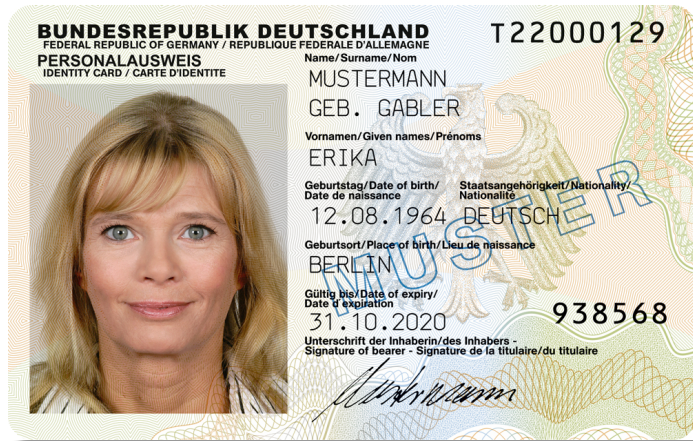 BUNDESREPUBLIK DEUTSCHLAND
FEDERAL REPUBLIC OF GERMANY / REPUBLIQUE FEDERALE D'ALLEMAGNE
PERSONALAUSWEIS
IDENTITY CARD / CARTE D'IDENTITE
T22000129
Name/Surname/Nom
MUSTERMANN
GEB. GABLER
Vornamen/Given names/Prénoms
ERIKA
Geburtstag/Date of birth/
Date de naissance
12.08.1964
Staatsangehörigkeit/Nationality/
Nationalité
DEUTSCH
Geburtsort/Place of birth/Lieu de naissance
BERLIN
Gültig bis/Date of expiry/
Date d'expiration
31.10.2020
938568
Unterschrift der Inhaberin/des Inhabers -
Signature of bearer - Signature de la titulaire/du titulaire
Mustermann
MUSTER